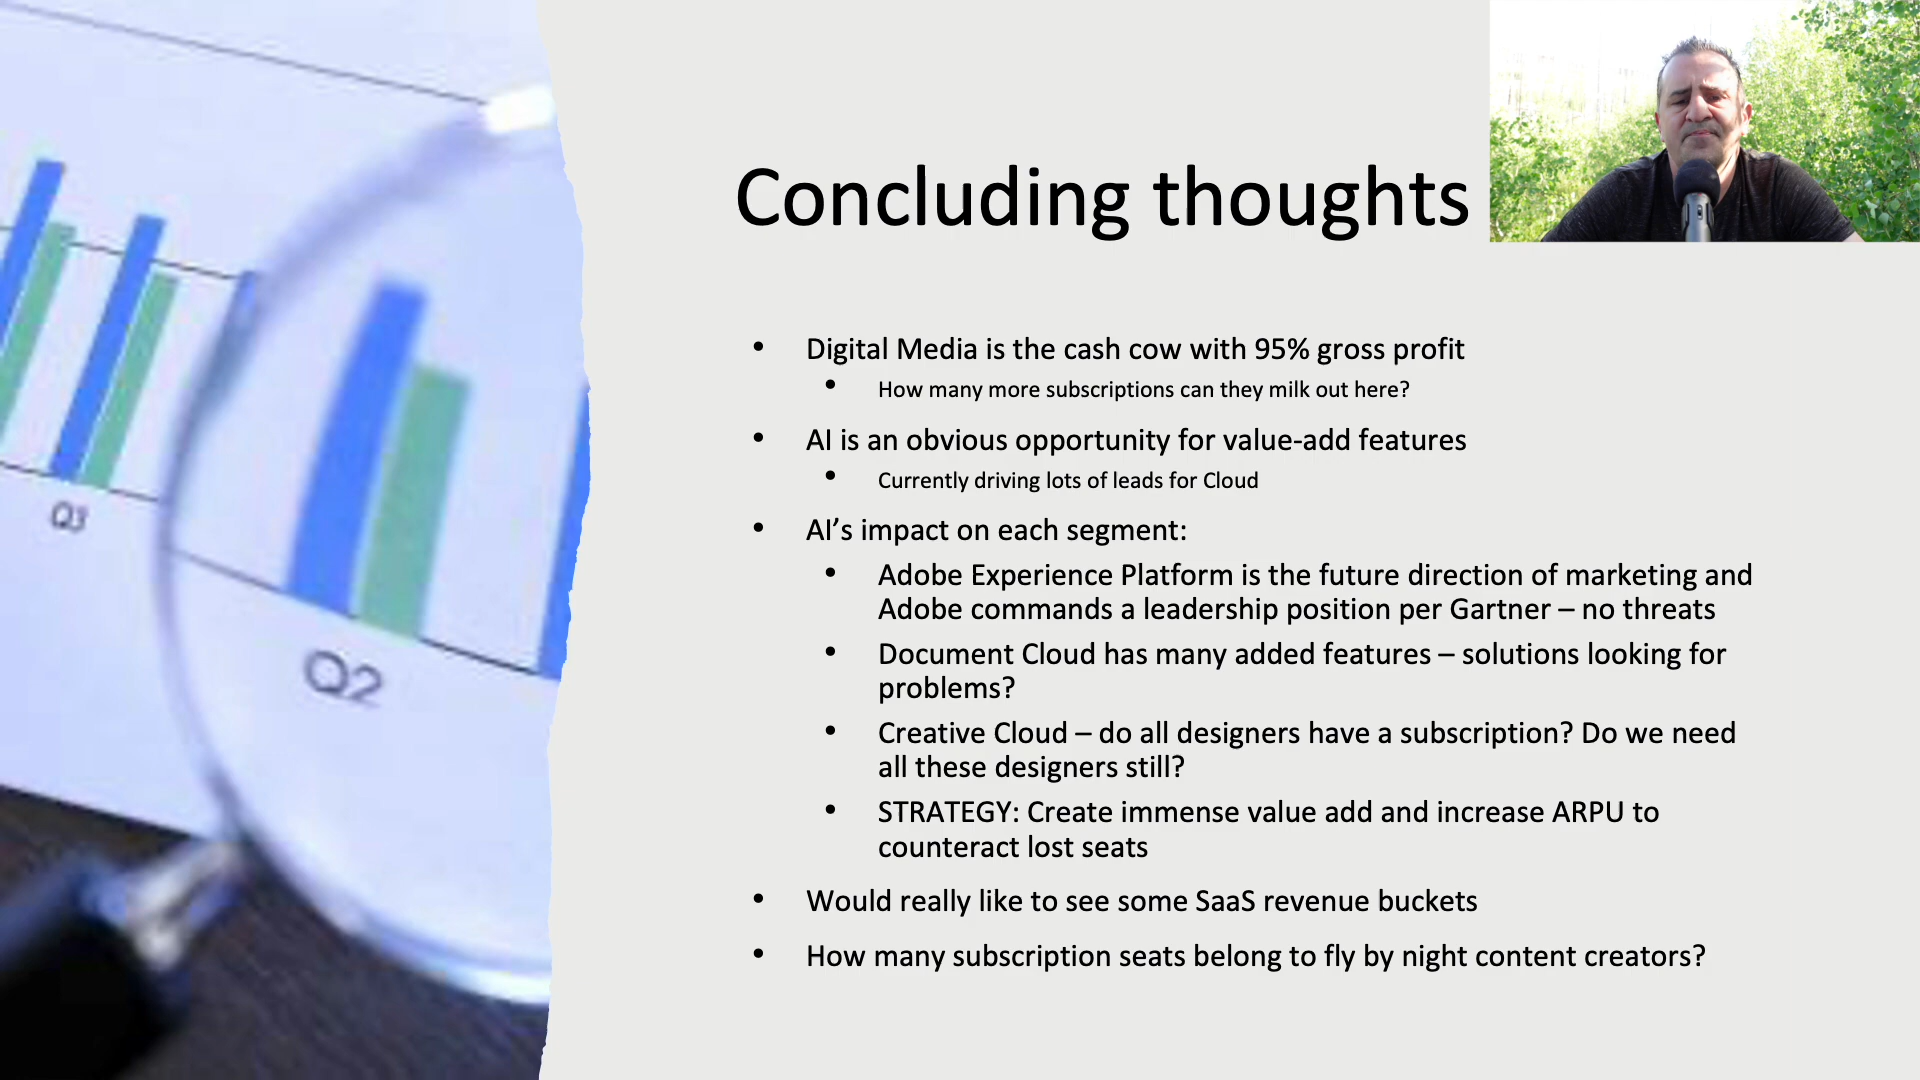 Concluding thoughts
Digital Media is the cash cow with 95% gross profit
How many more subscriptions can they milk out here?
AI is an obvious opportunity for value-add features
Currently driving lots of leads for Cloud
AI’s impact on each segment:
Adobe Experience Platform is the future direction of marketing and
Adobe commands a leadership position per Gartner – no threats
Document Cloud has many added features – solutions looking for
problems?
Creative Cloud – do all designers have a subscription? Do we need
all these designers still?
STRATEGY: Create immense value add and increase ARPU to
counteract lost seats
Would really like to see some SaaS revenue buckets
How many subscription seats belong to fly by night content creators?
Q3
Q2